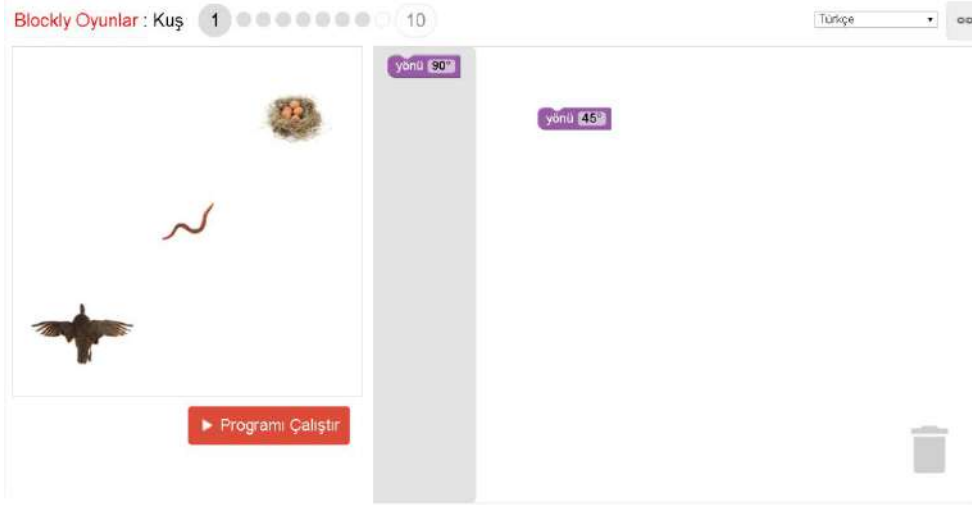 Blockly Oyunlar : Kuş 1 10 Türkçe
yönü 90°
yönü 45°
Programı Çalıştır